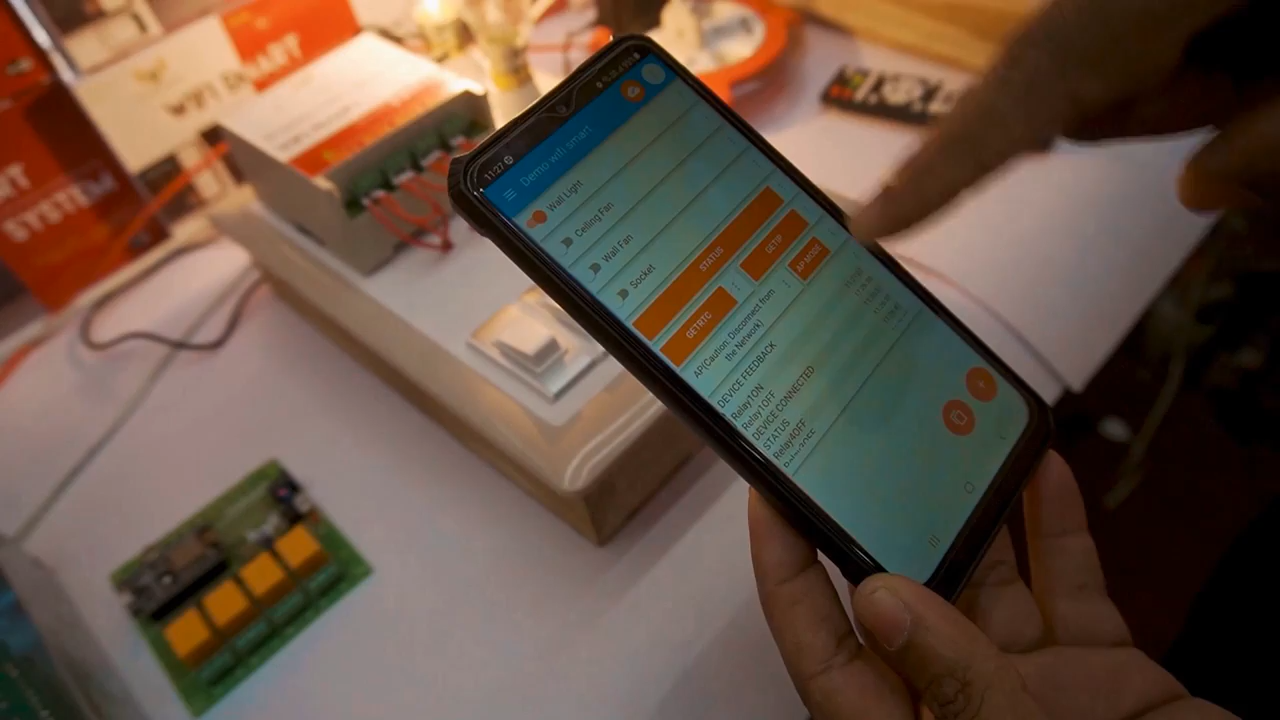 11:27
Demo wifi smart
Wall Light
Ceiling Fan
Wall Fan
Socket
STATUS
GETRTC
GETIP
AP MODE
AP(Caution: Disconnect from
the Network)
DEVICE FEEDBACK
Relay1ON
Relay1OFF
DEVICE CONNECTED
STATUS
Relay4OFF
WIFI
SYSTEM